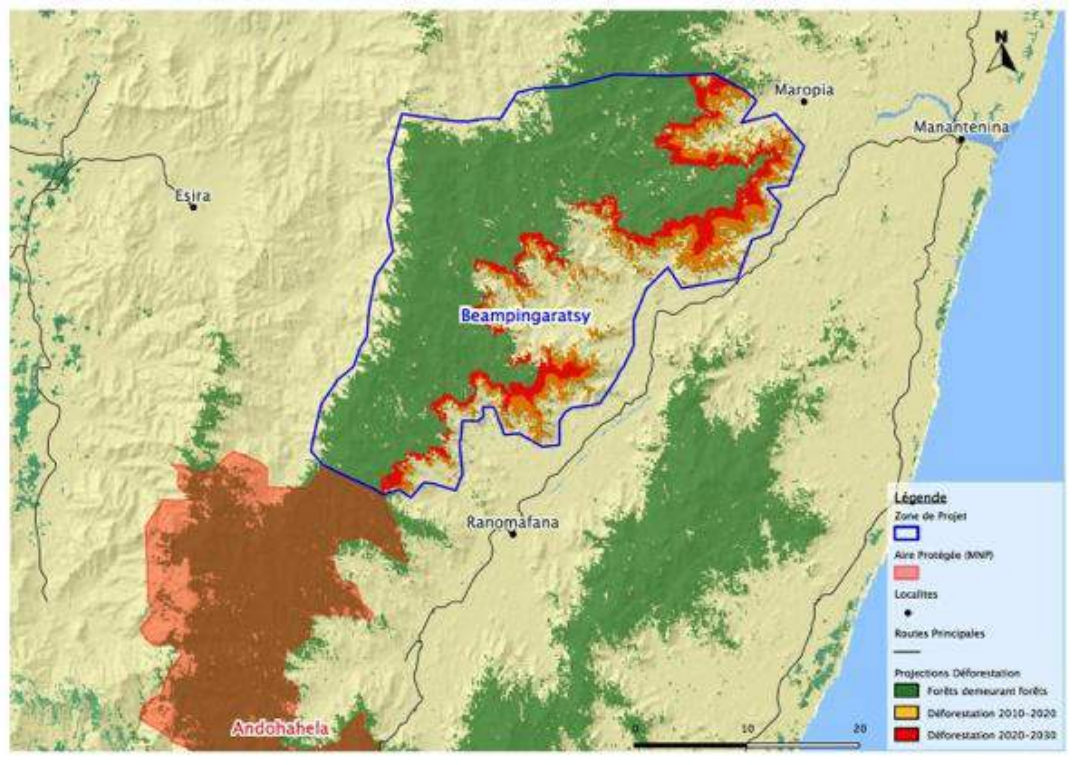 N
Maropia
Manantenina
Esira
Beampingaratsy
Ranomafana
Andohahela
0 10 20
Légende
Zone de Projet
Aire Protégée (MNP)
Localites
Routes Principales
Projections Déforestation
Forêts demeurant forêts
Déforestation 2010-2020
Déforestation 2020-2030